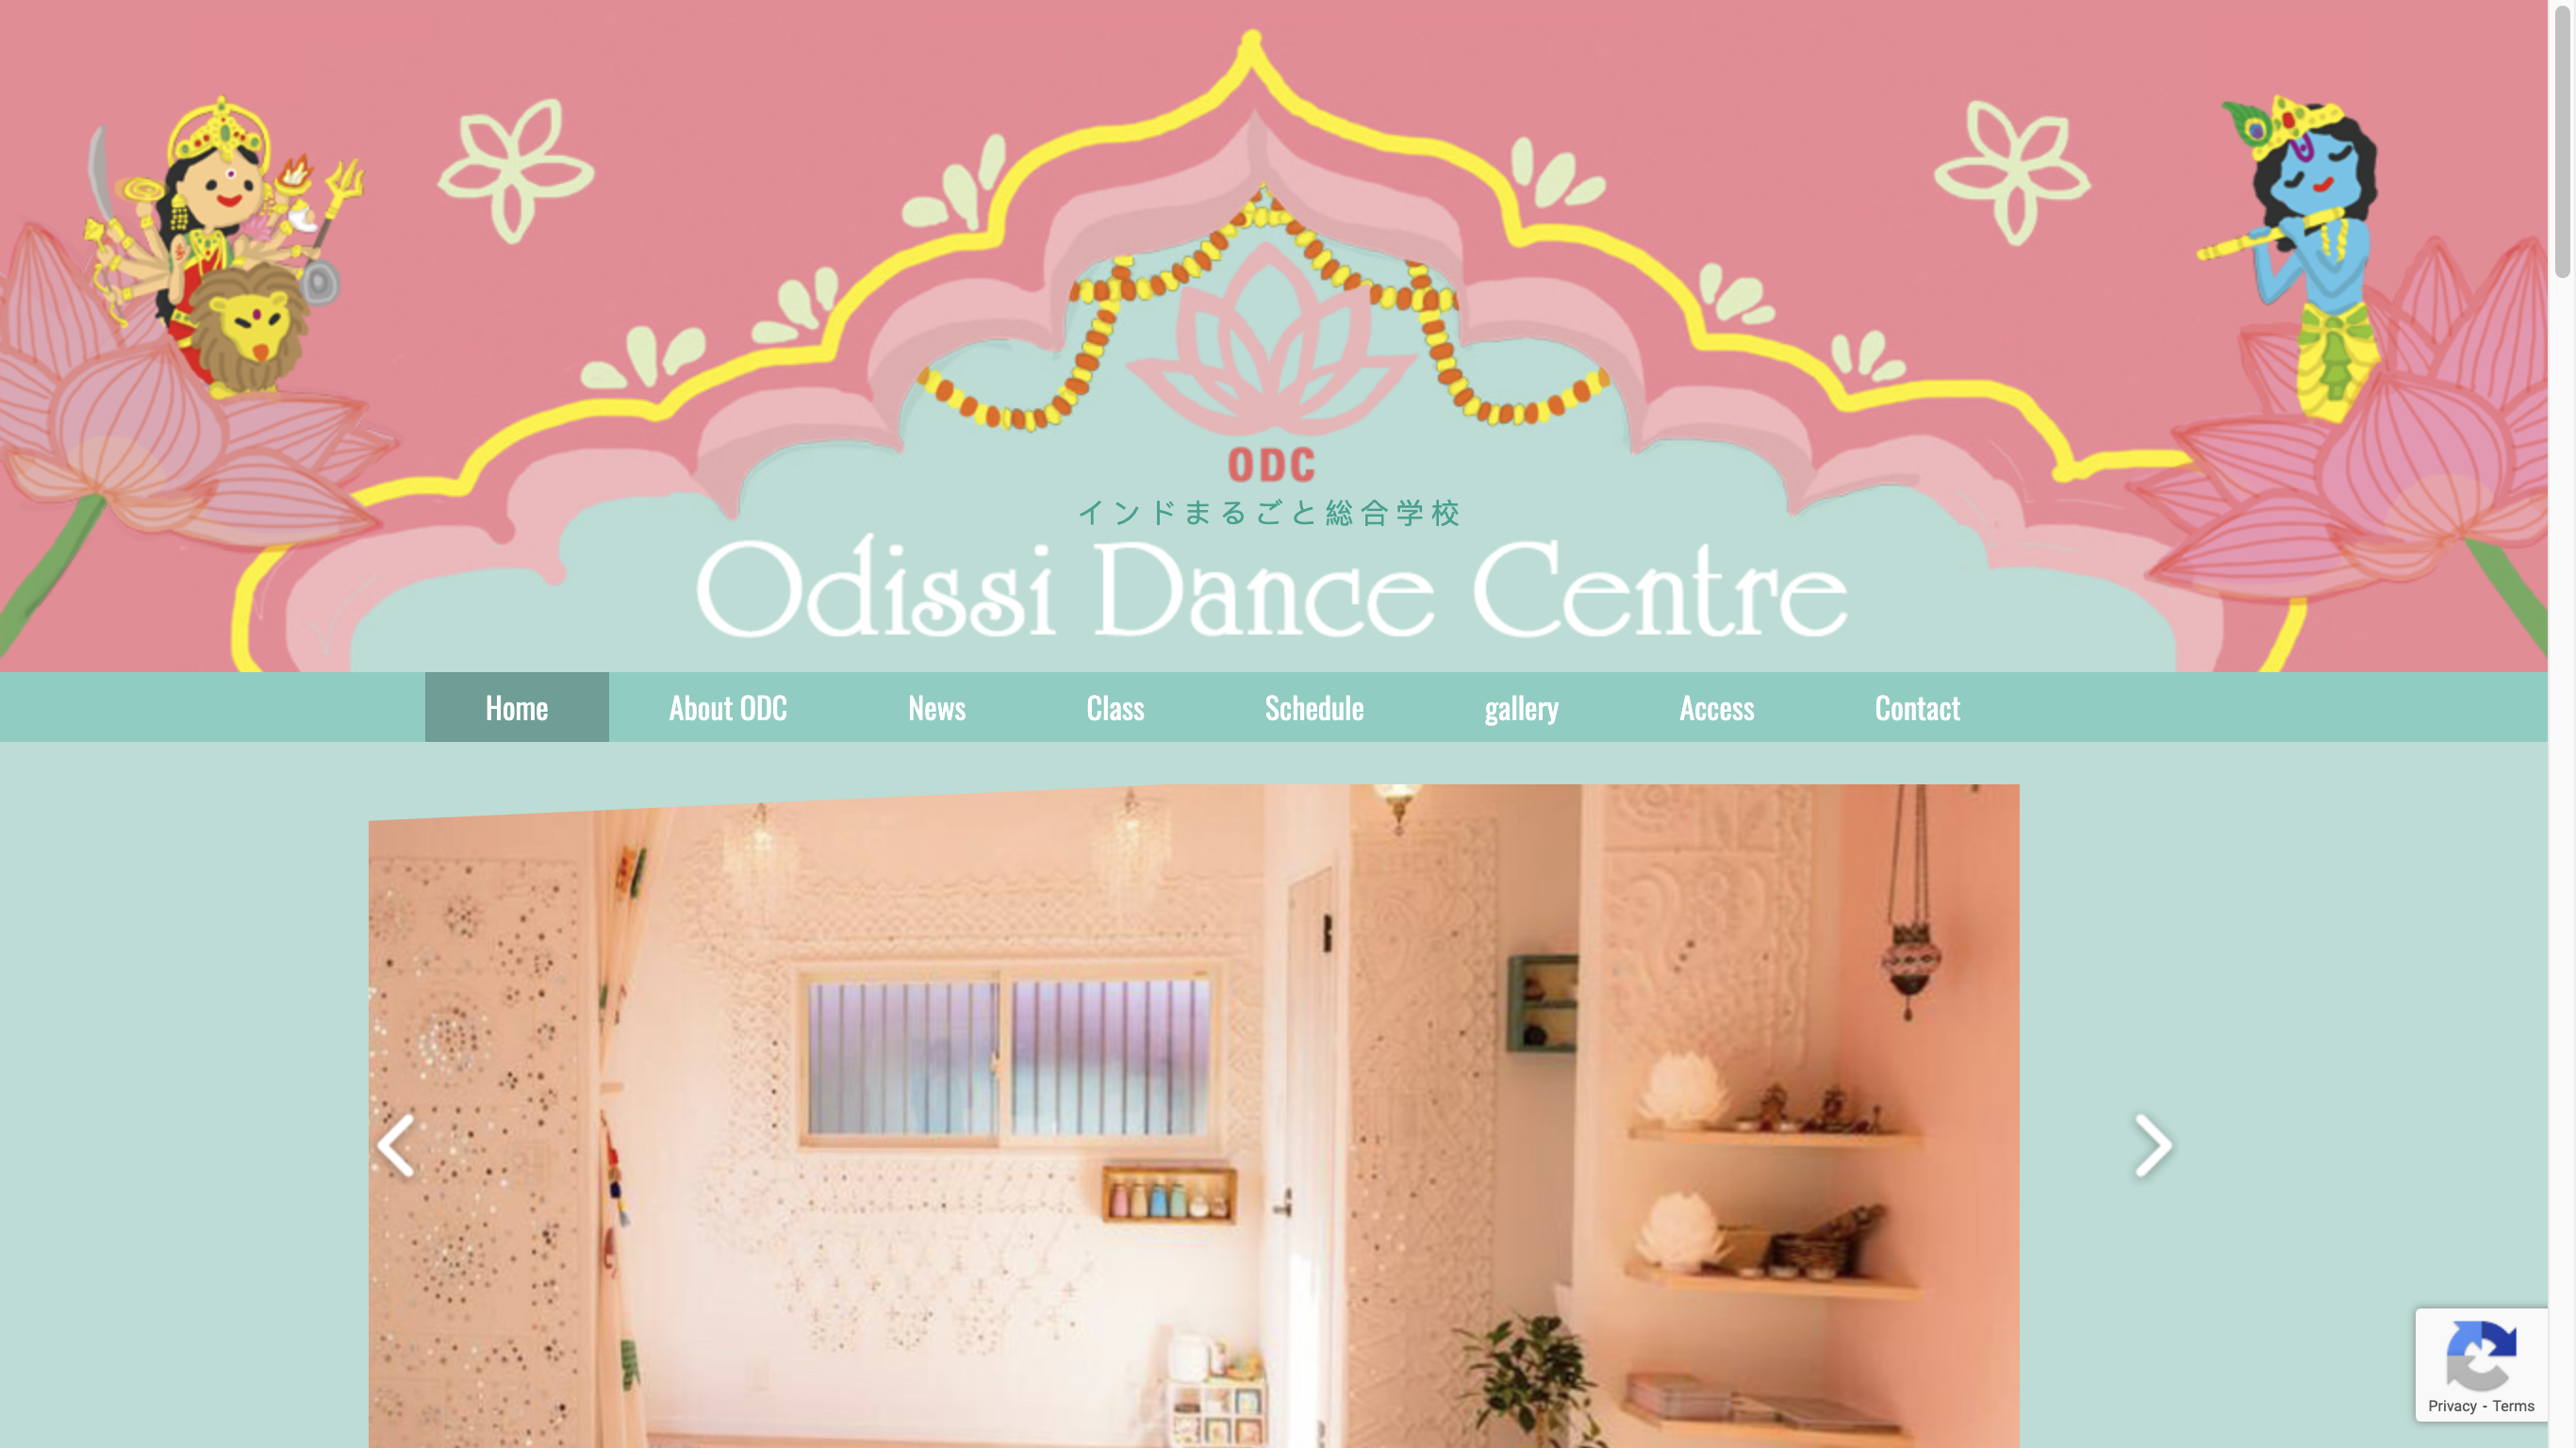 ODC
インドまるごと総合学校
Odissi Dance Centre
Home About ODC News Class Schedule gallery Access Contact
Privacy - Terms